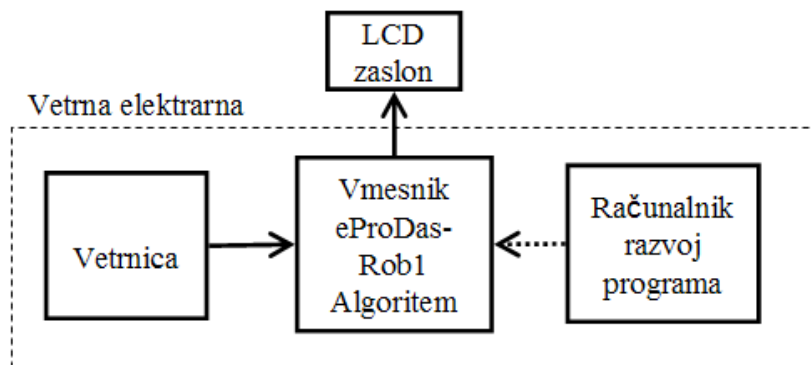 LCD
zaslon
Vetrna elektrarna
Vetrnica
Vmesnik
eProDas-
Rob1
Algoritem
Računalnik
razvoj
programa